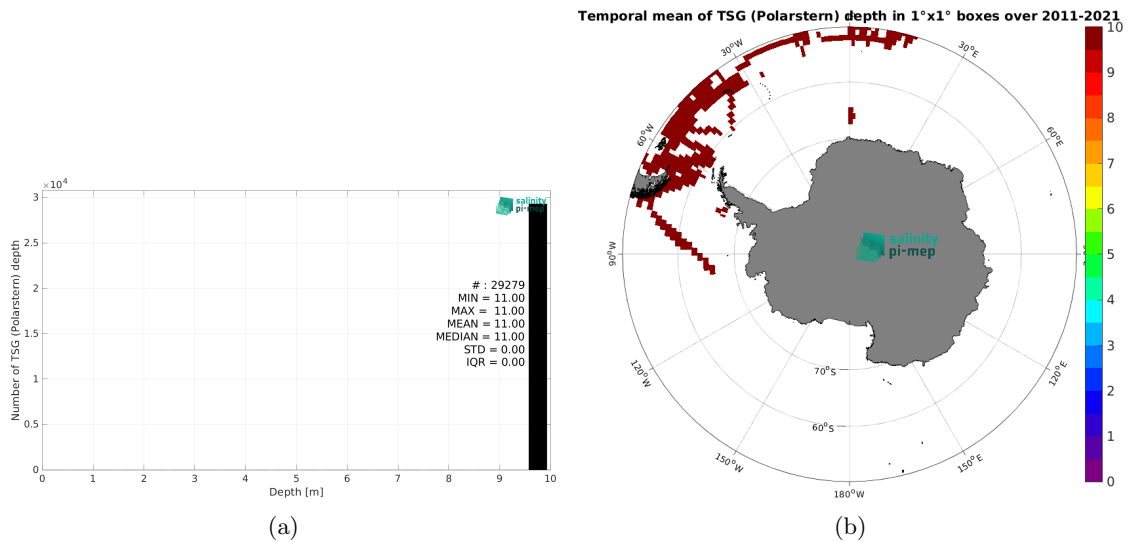 ×10⁴
3
2.5
2
1.5
1
0.5
0
0 1 2 3 4 5 6 7 8 9 10
Number of TSG (Polarstern) depth
Depth [m]
salinity
pi-mep
# : 29279
MIN = 11.00
MAX = 11.00
MEAN = 11.00
MEDIAN = 11.00
STD = 0.00
IQR = 0.00
(a)
Temporal mean of TSG (Polarstern) depth in 1°x1° boxes over 2011-2021
30°W
30°E
60°W
60°E
90°W
120°W
120°E
150°W
150°E
180°W
70°S
60°S
salinity
pi-mep
10
9
8
7
6
5
4
3
2
1
0
(b)